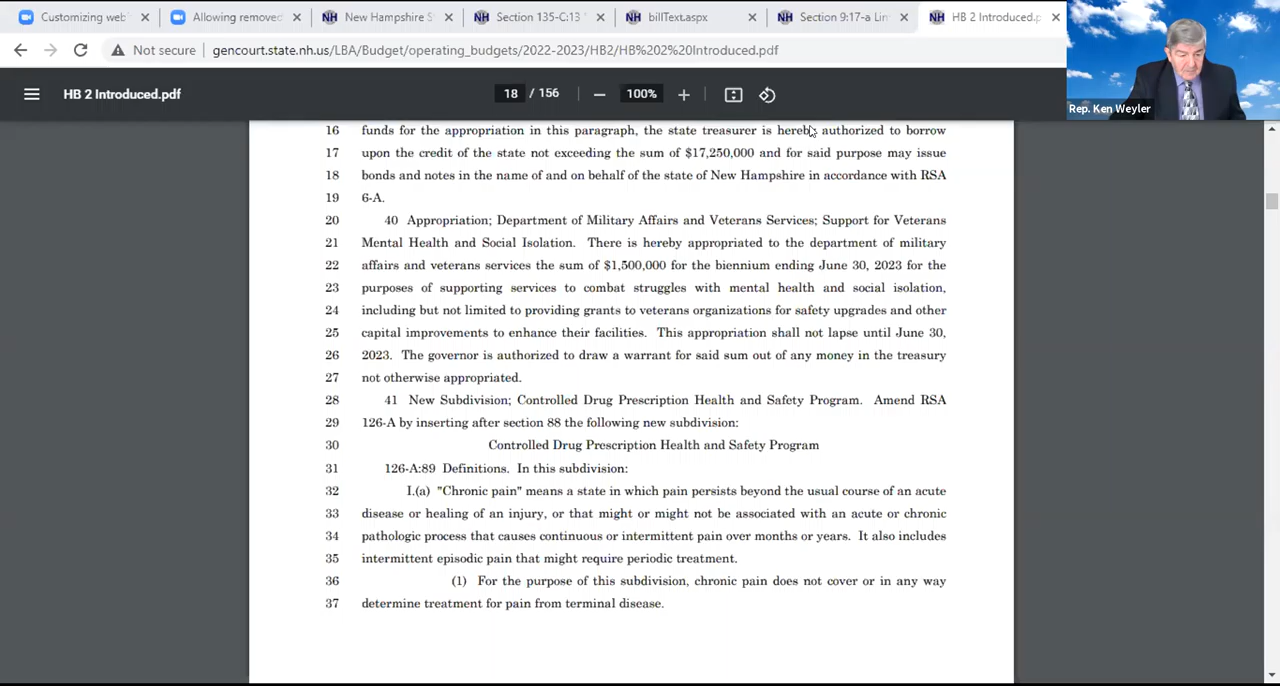 Customizing web
Allowing removed
New Hampshire S
Section 135-C:13
billText.aspx
Section 9:17-a Lim
HB 2 Introduced.p
Not secure
gencourt.state.nh.us/LBA/Budget/operating_budgets/2022-2023/HB2/HB%202%20Introduced.pdf
Rep. Ken Weyler
HB 2 Introduced.pdf
18 / 156
100%
16 funds for the appropriation in this paragraph, the state treasurer is hereby authorized to borrow
17 upon the credit of the state not exceeding the sum of $17,250,000 and for said purpose may issue
18 bonds and notes in the name of and on behalf of the state of New Hampshire in accordance with RSA
19 6-A.
20 40 Appropriation; Department of Military Affairs and Veterans Services; Support for Veterans
21 Mental Health and Social Isolation. There is hereby appropriated to the department of military
22 affairs and veterans services the sum of $1,500,000 for the biennium ending June 30, 2023 for the
23 purposes of supporting services to combat struggles with mental health and social isolation,
24 including but not limited to providing grants to veterans organizations for safety upgrades and other
25 capital improvements to enhance their facilities. This appropriation shall not lapse until June 30,
26 2023. The governor is authorized to draw a warrant for said sum out of any money in the treasury
27 not otherwise appropriated.
28 41 New Subdivision; Controlled Drug Prescription Health and Safety Program. Amend RSA
29 126-A by inserting after section 88 the following new subdivision:
30 Controlled Drug Prescription Health and Safety Program
31 126-A:89 Definitions. In this subdivision:
32 I.(a) "Chronic pain" means a state in which pain persists beyond the usual course of an acute
33 disease or healing of an injury, or that might or might not be associated with an acute or chronic
34 pathologic process that causes continuous or intermittent pain over months or years. It also includes
35 intermittent episodic pain that might require periodic treatment.
36 (1) For the purpose of this subdivision, chronic pain does not cover or in any way
37 determine treatment for pain from terminal disease.